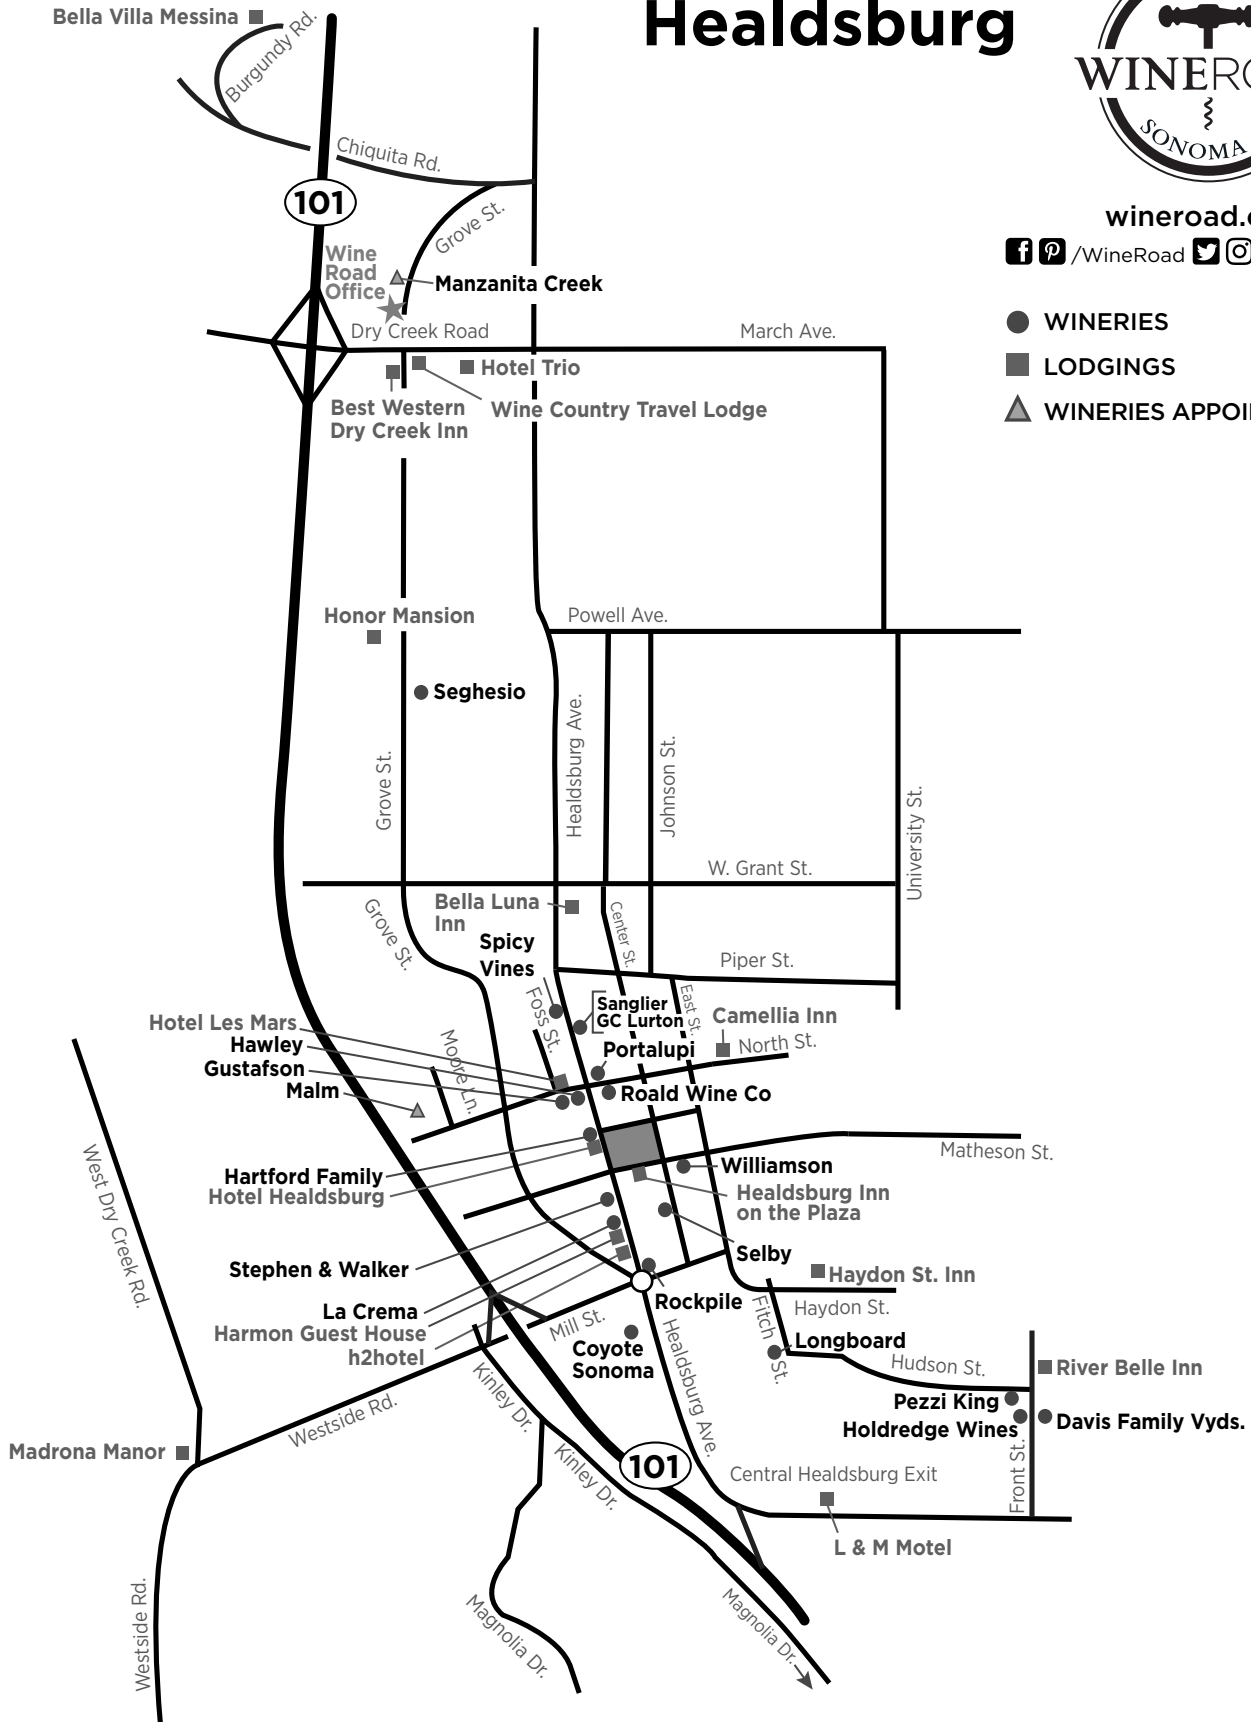 Healdsburg
Bella Villa Messina
Burgundy Rd.
WINE
SONOMA
Chiquita Rd.
101
Grove St.
/WineRoad
WINERIES
LODGINGS
WINERIES
Wine
Road
Office
Manzanita Creek
Dry Creek Road
March Ave.
Hotel Trio
Best Western
Dry Creek Inn
Wine Country Travel Lodge
Honor Mansion
Powell Ave.
Seghesio
Grove St.
Healdsburg Ave.
Johnson St.
University St.
W. Grant St.
Grove St.
Bella Luna
Inn
Center St.
Spicy
Vines
Piper St.
Foss St.
Sanglier
GC Lurton
East St.
Camellia Inn
North St.
Hotel Les Mars
Hawley
Gustafson
Malm
Moore Ln.
Portalupi
Roald Wine Co
West Dry Creek Rd.
Matheson St.
Hartford Family
Hotel Healdsburg
Williamson
Healdsburg Inn
on the Plaza
Stephen & Walker
Selby
Haydon St. Inn
La Crema
Harmon Guest House
h2hotel
Rockpile
Haydon St.
Mill St.
Fitch St.
Coyote
Sonoma
Longboard
Healdsburg Ave.
Hudson St.
River Belle Inn
Pezzi King
Holdredge Wines
Davis Family Vyds.
Front St.
Kinley Dr.
Westside Rd.
Madrona Manor
Kinley Dr.
101
Central Healdsburg Exit
L & M Motel
Westside Rd.
Magnolia Dr.
Magnolia Dr.